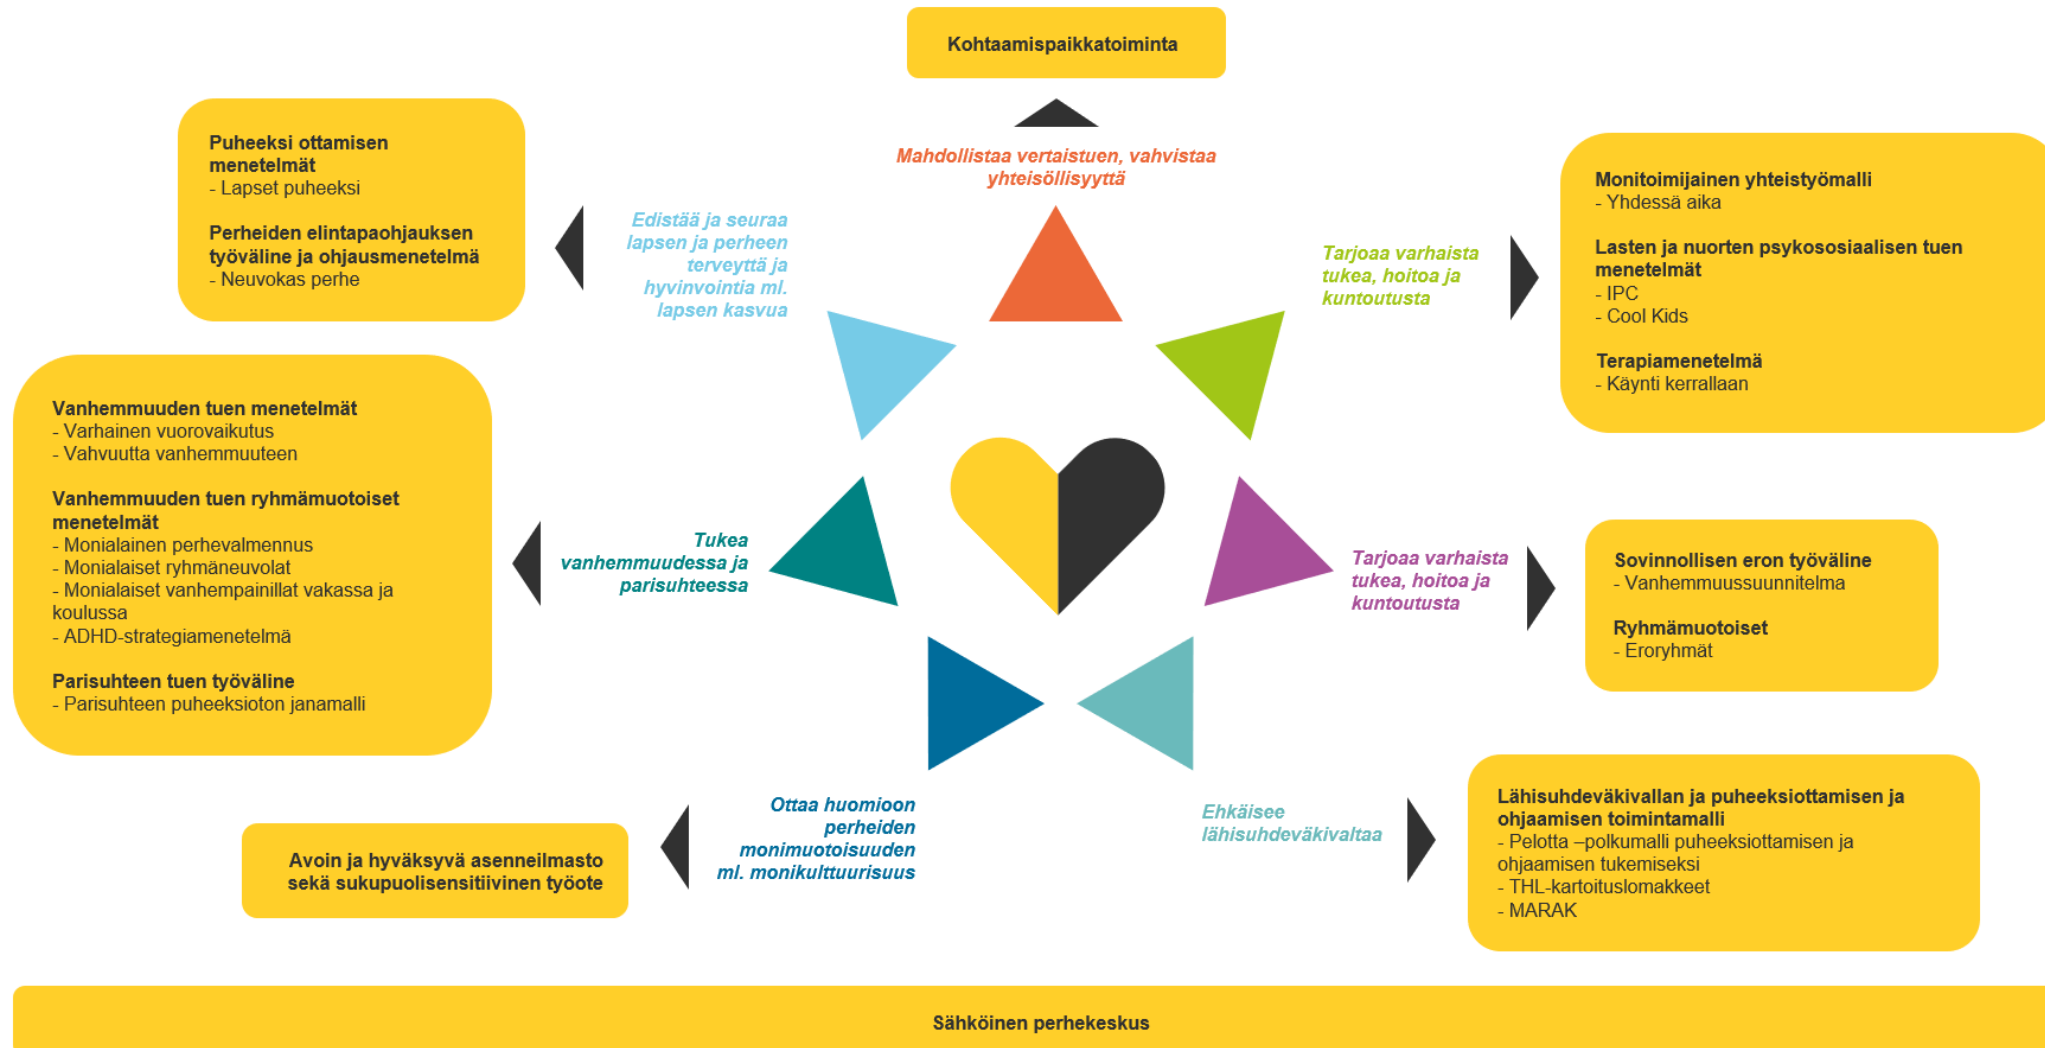 Kohtaamispaikkatoiminta
Mahdollistaa vertaistuen, vahvistaa
yhteisöllisyyttä
Puheeksi ottamisen
menetelmät
- Lapset puheeksi
Perheiden elintapaohjauksen
työväline ja ohjausmenetelmä
- Neuvokas perhe
Edistää ja seuraa
lapsen ja perheen
terveyttä ja
hyvinvointia ml.
lapsen kasvua
Tarjoaa varhaista
tukea, hoitoa ja
kuntoutusta
Monitoimijainen yhteistyömalli
- Yhdessä aika
Lasten ja nuorten psykososiaalisen tuen
menetelmät
- IPC
- Cool Kids
Terapiamenetelmä
- Käynti kerrallaan
Vanhemmuuden tuen menetelmät
- Varhainen vuorovaikutus
- Vahvuutta vanhemmuuteen
Vanhemmuuden tuen ryhmämuotoiset
menetelmät
- Monialainen perhevalmennus
- Monialaiset ryhmäneuvolat
- Monialaiset vanhempainillat vakassa ja
koulussa
- ADHD-strategiamenetelmä
Parisuhteen tuen työväline
- Parisuhteen puheeksioton janamalli
Tukea
vanhemmuudessa ja
parisuhteessa
Tarjoaa varhaista
tukea, hoitoa ja
kuntoutusta
Sovinnollisen eron työväline
- Vanhemmuussuunnitelma
Ryhmämuotoiset
- Eroryhmät
Avoin ja hyväksyvä asenneilmasto
sekä sukupuolisensitiivinen työote
Ottaa huomioon
perheiden
monimuotoisuuden
ml. monikulttuurisuus
Ehkäisee
lähisuhdeväkivaltaa
Lähisuhdeväkivallan ja puheeksiottamisen ja
ohjaamisen toimintamalli
- Pelotta –polkumalli puheeksiottamisen ja
ohjaamisen tukemiseksi
- THL-kartoituslomakkeet
- MARAK
Sähköinen perhekeskus